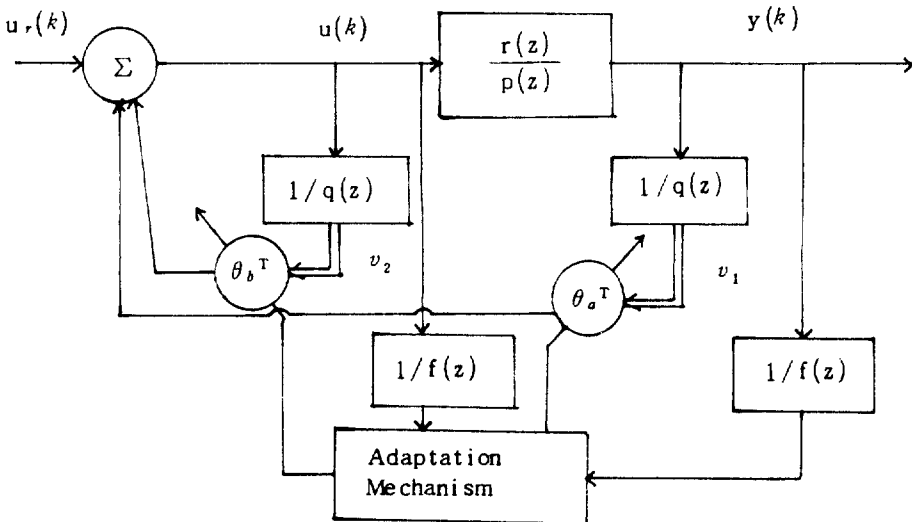 u_r(k)
u(k)
y(k)
Σ
r(z)
p(z)
1/q(z)
1/q(z)
v_2
v_1
θ_b^T
θ_a^T
1/f(z)
1/f(z)
Adaptation
Mechanism